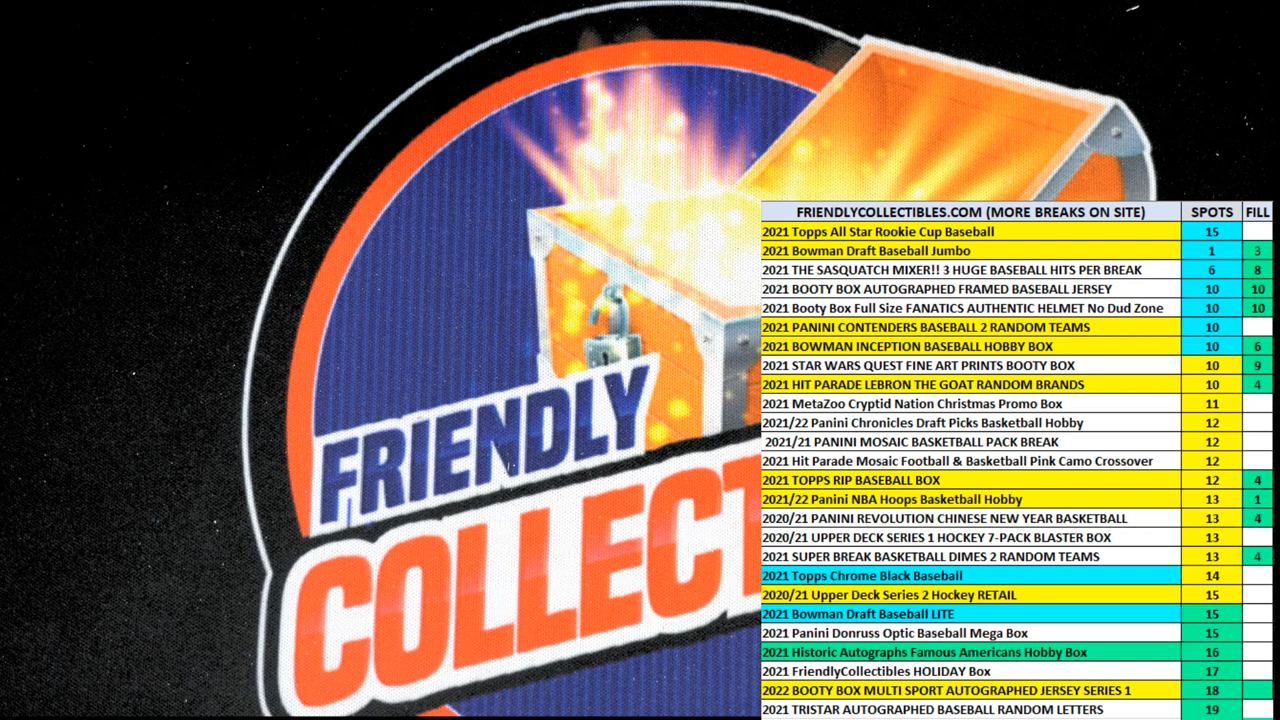 FRIENDLY
COLLECT
FRIENDLYCOLLECTIBLES.COM (MORE BREAKS ON SITE) SPOTS FILL
2021 Topps All Star Rookie Cup Baseball 15
2021 Bowman Draft Baseball Jumbo 1 3
2021 THE SASQUATCH MIXER!! 3 HUGE BASEBALL HITS PER BREAK 6 8
2021 BOOTY BOX AUTOGRAPHED FRAMED BASEBALL JERSEY 10 10
2021 Booty Box Full Size FANATICS AUTHENTIC HELMET No Dud Zone 10 10
2021 PANINI CONTENDERS BASEBALL 2 RANDOM TEAMS 10
2021 BOWMAN INCEPTION BASEBALL HOBBY BOX 10 6
2021 STAR WARS QUEST FINE ART PRINTS BOOTY BOX 10 9
2021 HIT PARADE LEBRON THE GOAT RANDOM BRANDS 10 4
2021 MetaZoo Cryptid Nation Christmas Promo Box 11
2021/22 Panini Chronicles Draft Picks Basketball Hobby 12
2021/21 PANINI MOSAIC BASKETBALL PACK BREAK 12
2021 Hit Parade Mosaic Football & Basketball Pink Camo Crossover 12
2021 TOPPS RIP BASEBALL BOX 12 4
2021/22 Panini NBA Hoops Basketball Hobby 13 1
2020/21 PANINI REVOLUTION CHINESE NEW YEAR BASKETBALL 13 4
2020/21 UPPER DECK SERIES 1 HOCKEY 7-PACK BLASTER BOX 13
2021 SUPER BREAK BASKETBALL DIMES 2 RANDOM TEAMS 13 4
2021 Topps Chrome Black Baseball 14
2020/21 Upper Deck Series 2 Hockey RETAIL 15
2021 Bowman Draft Baseball LITE 15
2021 Panini Donruss Optic Baseball Mega Box 15
2021 Historic Autographs Famous Americans Hobby Box 16
2021 FriendlyCollectibles HOLIDAY Box 17
2022 BOOTY BOX MULTI SPORT AUTOGRAPHED JERSEY SERIES 1 18
2021 TRISTAR AUTOGRAPHED BASEBALL RANDOM LETTERS 19